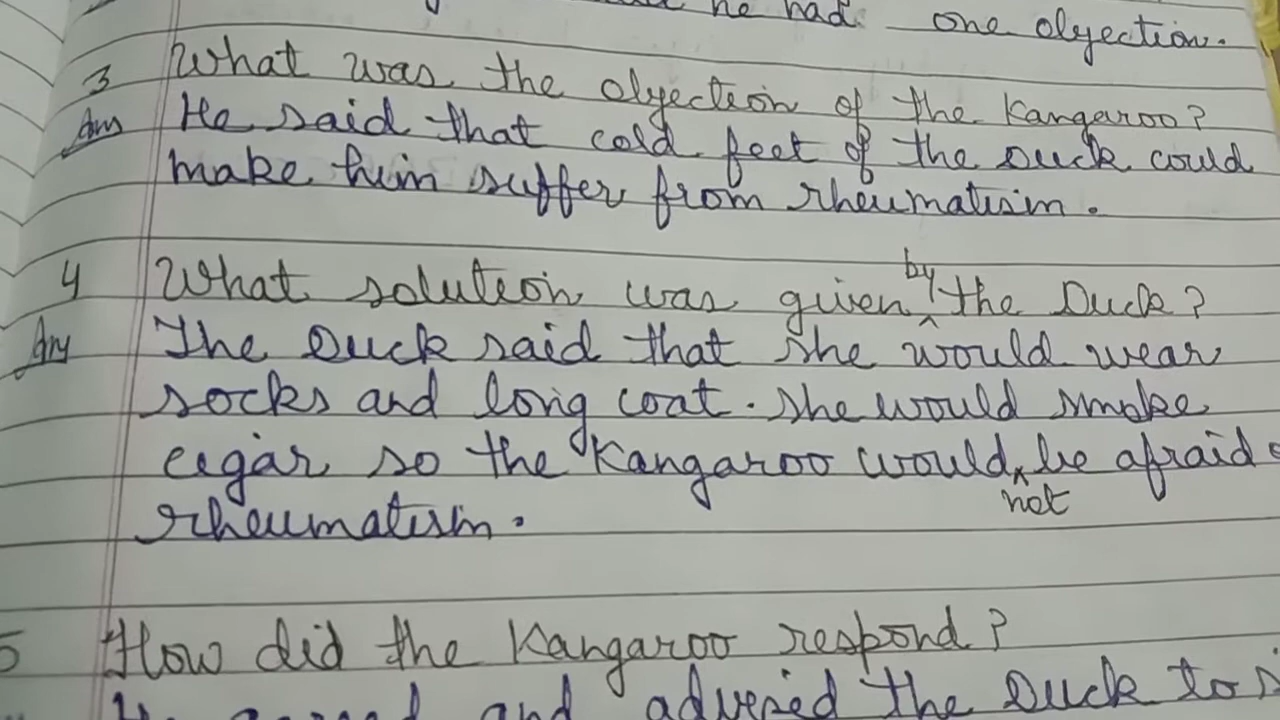 he had one objection.
3 What was the objection of the Kangaroo?
Ans He said that cold feet of the Duck could
make him suffer from rheumatism.
4 What solution was given by the Duck?
Ans The Duck said that she would wear
socks and long coat. She would smoke
cigar so the Kangaroo would not be afraid
rheumatism.
5 How did the Kangaroo respond?
and advised the Duck to